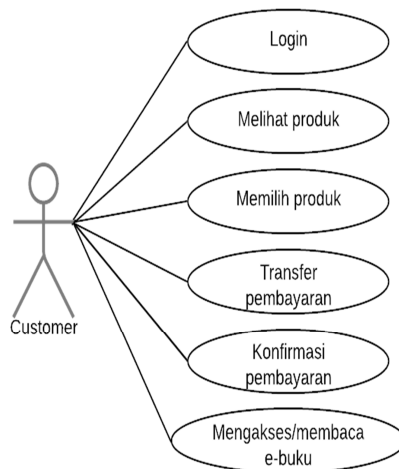 Login
Melihat produk
Memilih produk
Transfer
pembayaran
Customer
Konfirmasi
pembayaran
Mengakses/membaca
e-buku